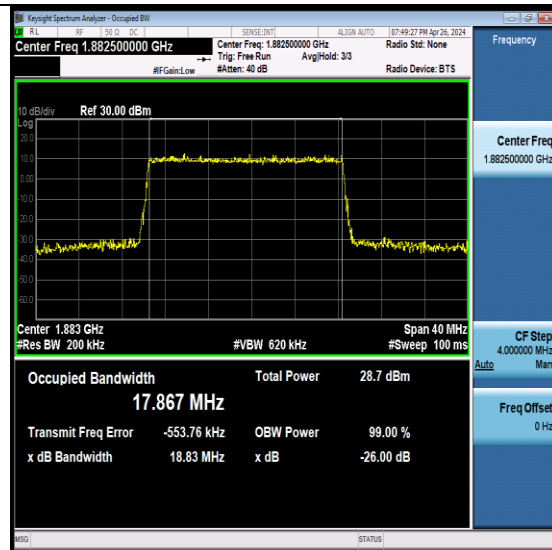 Keysight Spectrum Analyzer - Occupied BW
RL RF 50 Ω DC SENSE:INT ALIGN AUTO 07:49:27 PM Apr 26, 2024
Center Freq 1.882500000 GHz
Center Freq: 1.882500000 GHz
Radio Std: None
Trig: Free Run Avg|Hold: 3/3
#IFGain:Low #Atten: 40 dB Radio Device: BTS
Frequency
10 dB/div Ref 30.00 dBm
Log
20.0
10.0
0.00
-10.0
-20.0
-30.0
-40.0
-50.0
-60.0
Center 1.883 GHz Span 40 MHz
#Res BW 200 kHz #VBW 620 kHz #Sweep 100 ms
Center Freq
1.882500000 GHz
CF Step
4.000000 MHz
Auto Man
Freq Offset
0 Hz
Occupied Bandwidth Total Power 28.7 dBm
17.867 MHz
Transmit Freq Error -553.76 kHz OBW Power 99.00 %
x dB Bandwidth 18.83 MHz x dB -26.00 dB
MSG STATUS